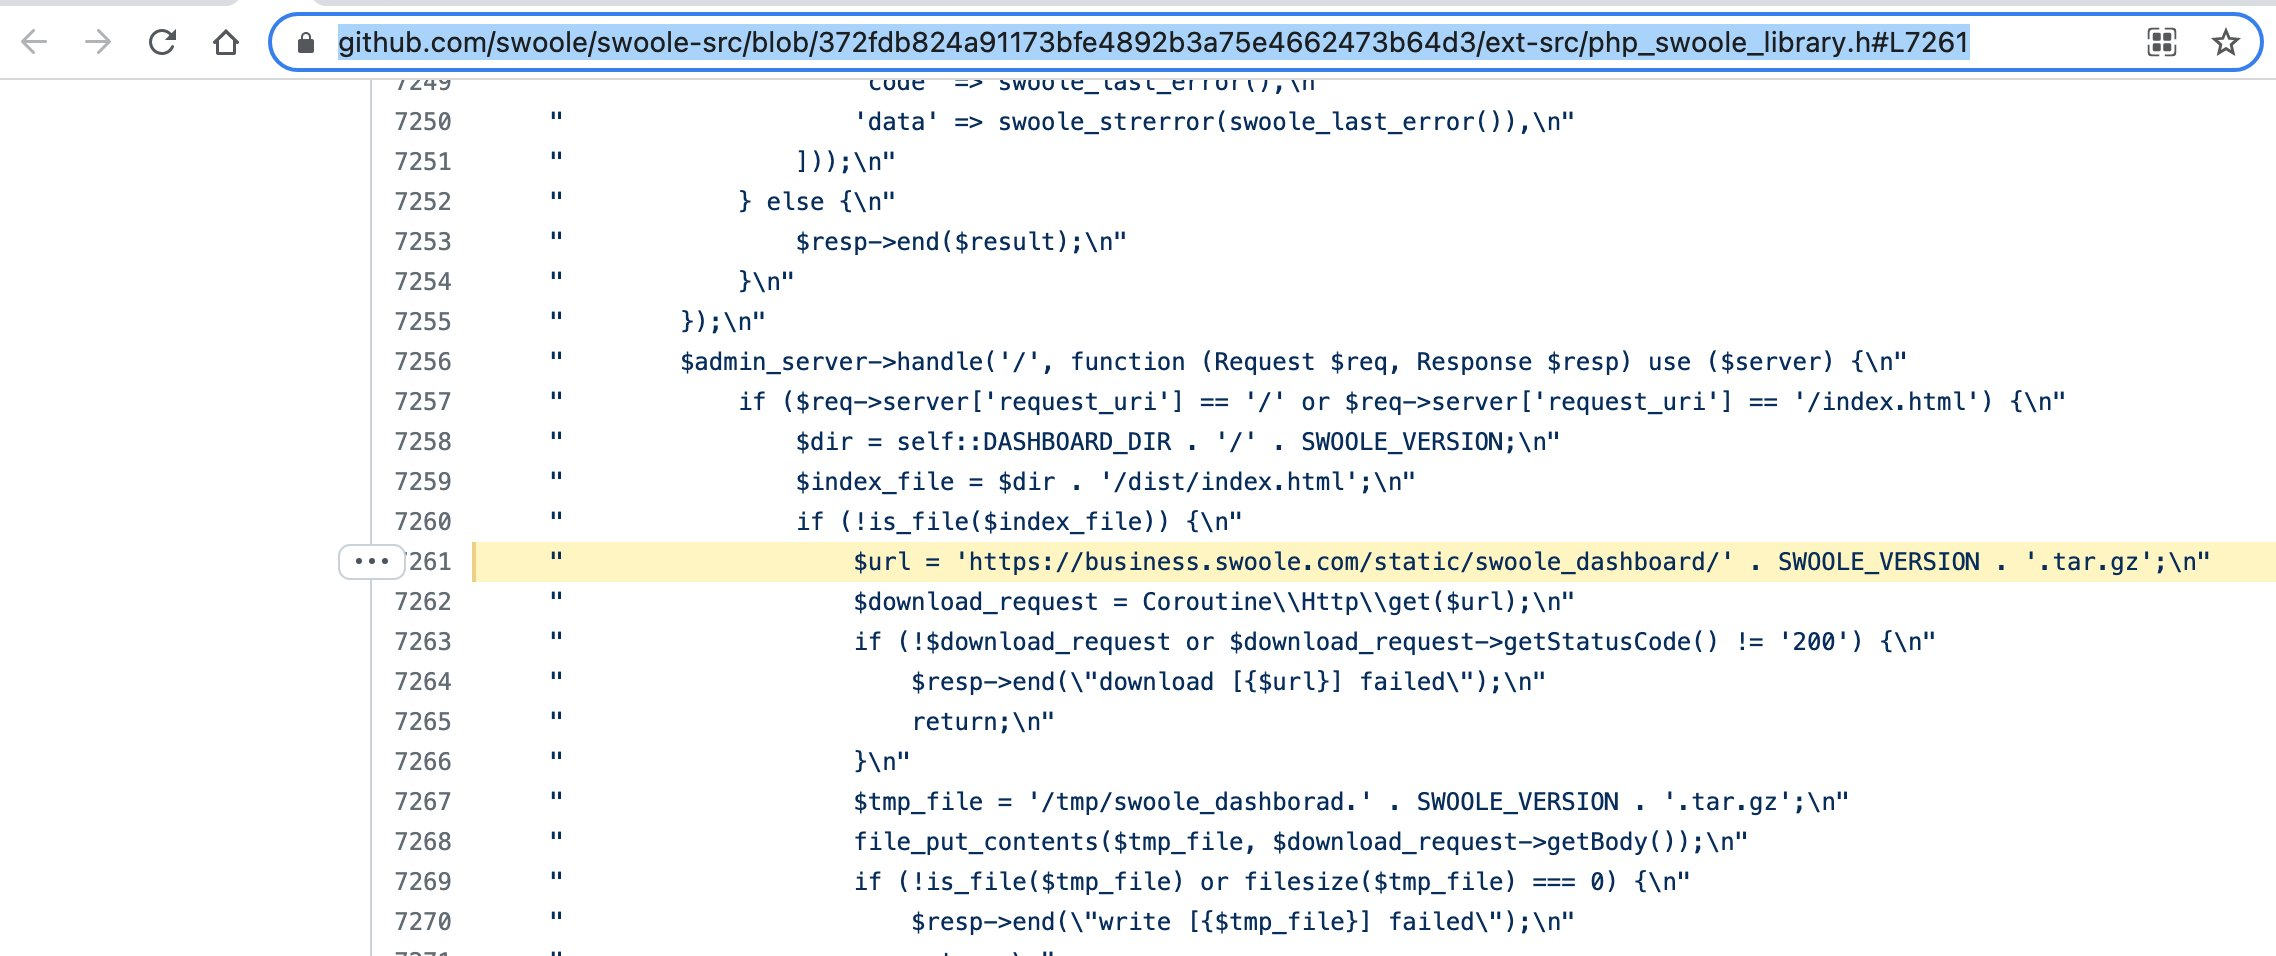 github.com/swoole/swoole-src/blob/372fdb824a91173bfe4892b3a75e4662473b64d3/ext-src/php_swoole_library.h#L7261
7249 code => swoole_last_error(),\n
7250 " 'data' => swoole_strerror(swoole_last_error()),\n"
7251 " ]));\n"
7252 " } else {\n"
7253 " $resp->end($result);\n"
7254 " }\n"
7255 " });\n"
7256 " $admin_server->handle('/', function (Request $req, Response $resp) use ($server) {\n"
7257 " if ($req->server['request_uri'] == '/' or $req->server['request_uri'] == '/index.html') {\n"
7258 " $dir = self::DASHBOARD_DIR . '/' . SWOOLE_VERSION;\n"
7259 " $index_file = $dir . '/dist/index.html';\n"
7260 " if (!is_file($index_file)) {\n"
261 " $url = 'https://business.swoole.com/static/swoole_dashboard/' . SWOOLE_VERSION . '.tar.gz';\n"
7262 " $download_request = Coroutine\\Http\\get($url);\n"
7263 " if (!$download_request or $download_request->getStatusCode() != '200') {\n"
7264 " $resp->end(\"download [{$url}] failed\");\n"
7265 " return;\n"
7266 " }\n"
7267 " $tmp_file = '/tmp/swoole_dashborad.' . SWOOLE_VERSION . '.tar.gz';\n"
7268 " file_put_contents($tmp_file, $download_request->getBody());\n"
7269 " if (!is_file($tmp_file) or filesize($tmp_file) === 0) {\n"
7270 " $resp->end(\"write [{$tmp_file}] failed\");\n"